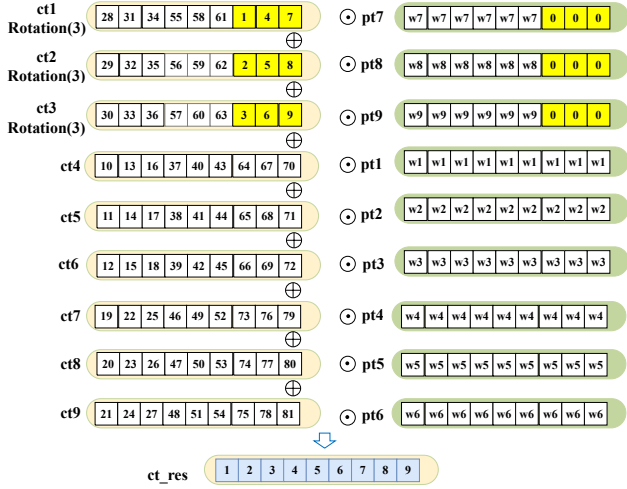 ct1 Rotation(3) 28 31 34 55 58 61 1 4 7 ⊙ pt7 w7 w7 w7 w7 w7 w7 0 0 0
⊕
ct2 Rotation(3) 29 32 35 56 59 62 2 5 8 ⊙ pt8 w8 w8 w8 w8 w8 w8 0 0 0
⊕
ct3 Rotation(3) 30 33 36 57 60 63 3 6 9 ⊙ pt9 w9 w9 w9 w9 w9 w9 0 0 0
⊕
ct4 10 13 16 37 40 43 64 67 70 ⊙ pt1 w1 w1 w1 w1 w1 w1 w1 w1 w1
⊕
ct5 11 14 17 38 41 44 65 68 71 ⊙ pt2 w2 w2 w2 w2 w2 w2 w2 w2 w2
⊕
ct6 12 15 18 39 42 45 66 69 72 ⊙ pt3 w3 w3 w3 w3 w3 w3 w3 w3 w3
⊕
ct7 19 22 25 46 49 52 73 76 79 ⊙ pt4 w4 w4 w4 w4 w4 w4 w4 w4 w4
⊕
ct8 20 23 26 47 50 53 74 77 80 ⊙ pt5 w5 w5 w5 w5 w5 w5 w5 w5 w5
⊕
ct9 21 24 27 48 51 54 75 78 81 ⊙ pt6 w6 w6 w6 w6 w6 w6 w6 w6 w6
ct_res 1 2 3 4 5 6 7 8 9